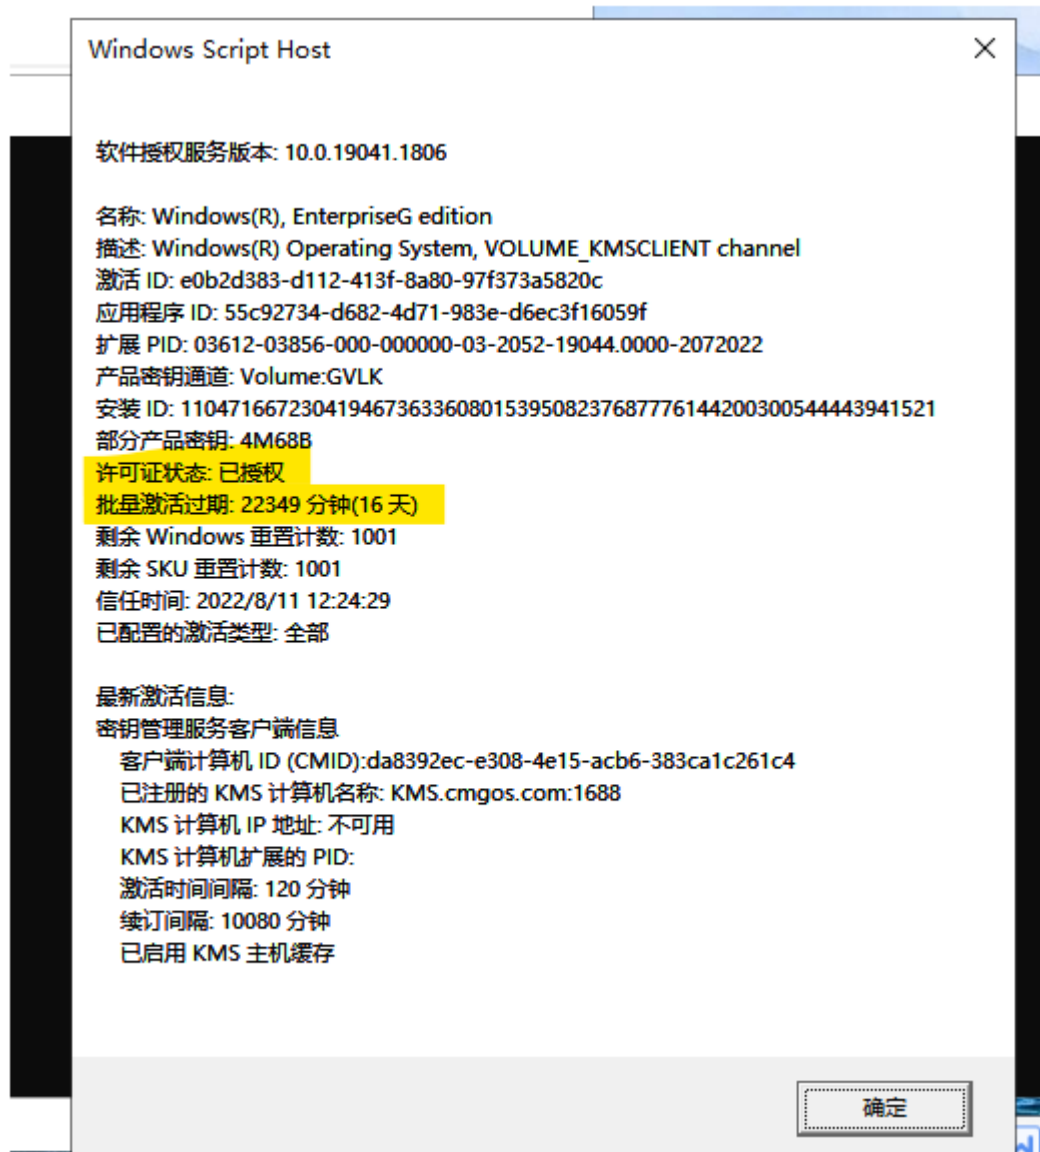 Windows Script Host
软件授权服务版本: 10.0.19041.1806
名称: Windows(R), EnterpriseG edition
描述: Windows(R) Operating System, VOLUME_KMSCLIENT channel
激活 ID: e0b2d383-d112-413f-8a80-97f373a5820c
应用程序 ID: 55c92734-d682-4d71-983e-d6ec3f16059f
扩展 PID: 03612-03856-000-000000-03-2052-19044.0000-2072022
产品密钥通道: Volume:GVLK
安装 ID: 110471667230419467363360801539508237687776144200300544443941521
部分产品密钥: 4M68B
许可证状态: 已授权
批量激活过期: 22349 分钟(16 天)
剩余 Windows 重置计数: 1001
剩余 SKU 重置计数: 1001
信任时间: 2022/8/11 12:24:29
已配置的激活类型: 全部
最新激活信息:
密钥管理服务客户端信息
客户端计算机 ID (CMID):da8392ec-e308-4e15-acb6-383ca1c261c4
已注册的 KMS 计算机名称: KMS.cmgos.com:1688
KMS 计算机 IP 地址: 不可用
KMS 计算机扩展的 PID:
激活时间间隔: 120 分钟
续订间隔: 10080 分钟
已启用 KMS 主机缓存
确定